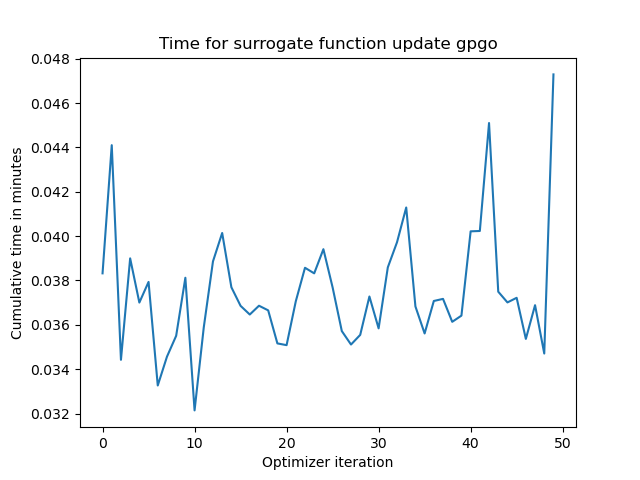 Time for surrogate function update gpgo
0.048
0.046
0.044
0.042
0.040
0.038
0.036
0.034
0.032
Cumulative time in minutes
0 10 20 30 40 50
Optimizer iteration